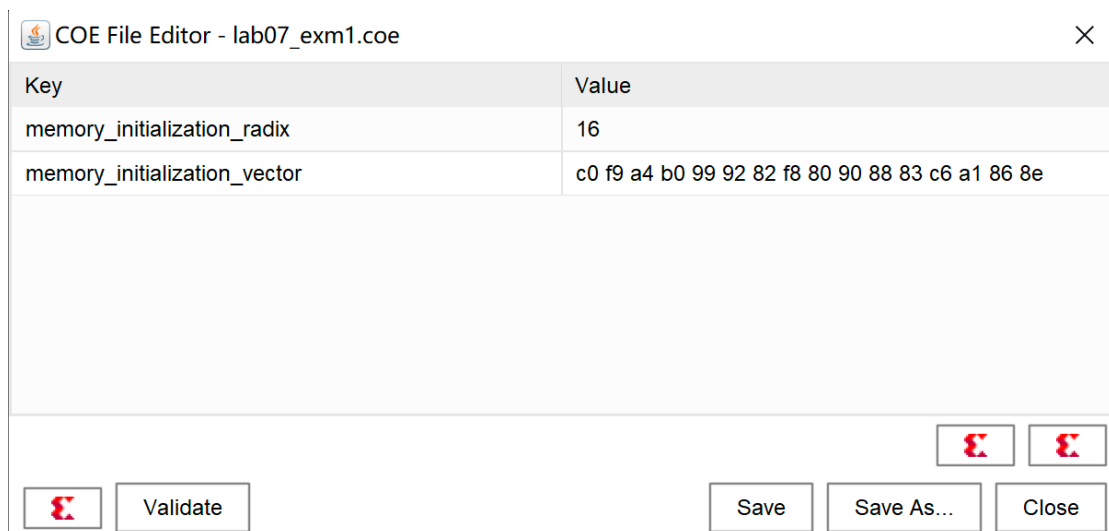 COE File Editor - lab07_exm1.coe
Key Value
memory_initialization_radix 16
memory_initialization_vector c0 f9 a4 b0 99 92 82 f8 80 90 88 83 c6 a1 86 8e
Validate Save Save As... Close